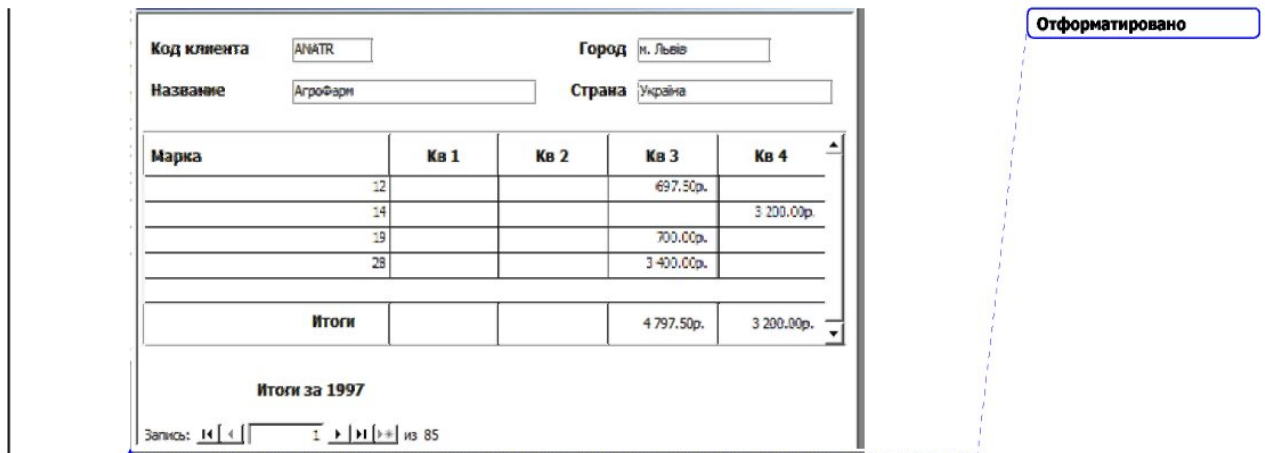 Отформатировано
Код клиента ANATR Город м. Львів
Название АгроФарм Страна Україна
Марка Кв 1 Кв 2 Кв 3 Кв 4
12 697.50р.
14 3 200.00р.
19 700.00р.
28 3 400.00р.
Итоги 4 797.50р. 3 200.00р.
Итоги за 1997
Запись: 1 из 85